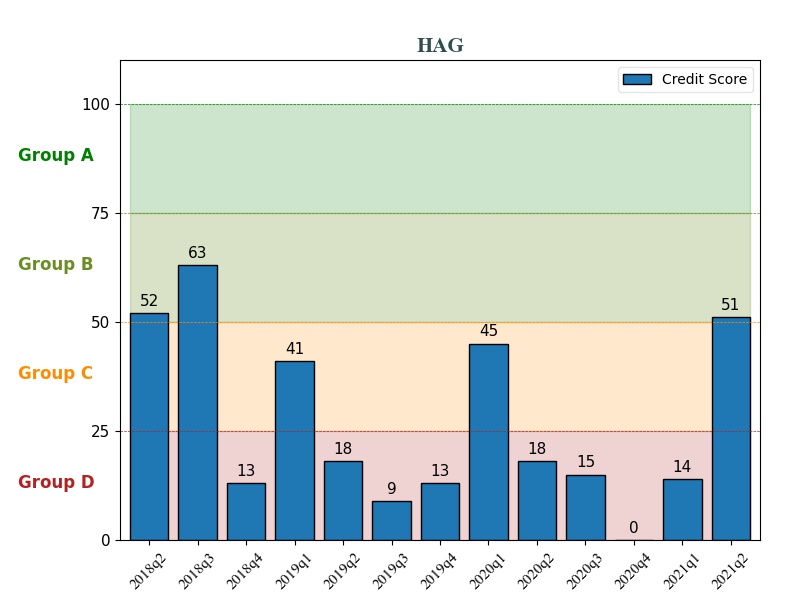 HAG
Credit Score
100
Group A
75
Group B
63
52
51
50
45
41
Group C
25
18
18
15
14
13
13
9
Group D
0
0
2018q2
2018q3
2018q4
2019q1
2019q2
2019q3
2019q4
2020q1
2020q2
2020q3
2020q4
2021q1
2021q2